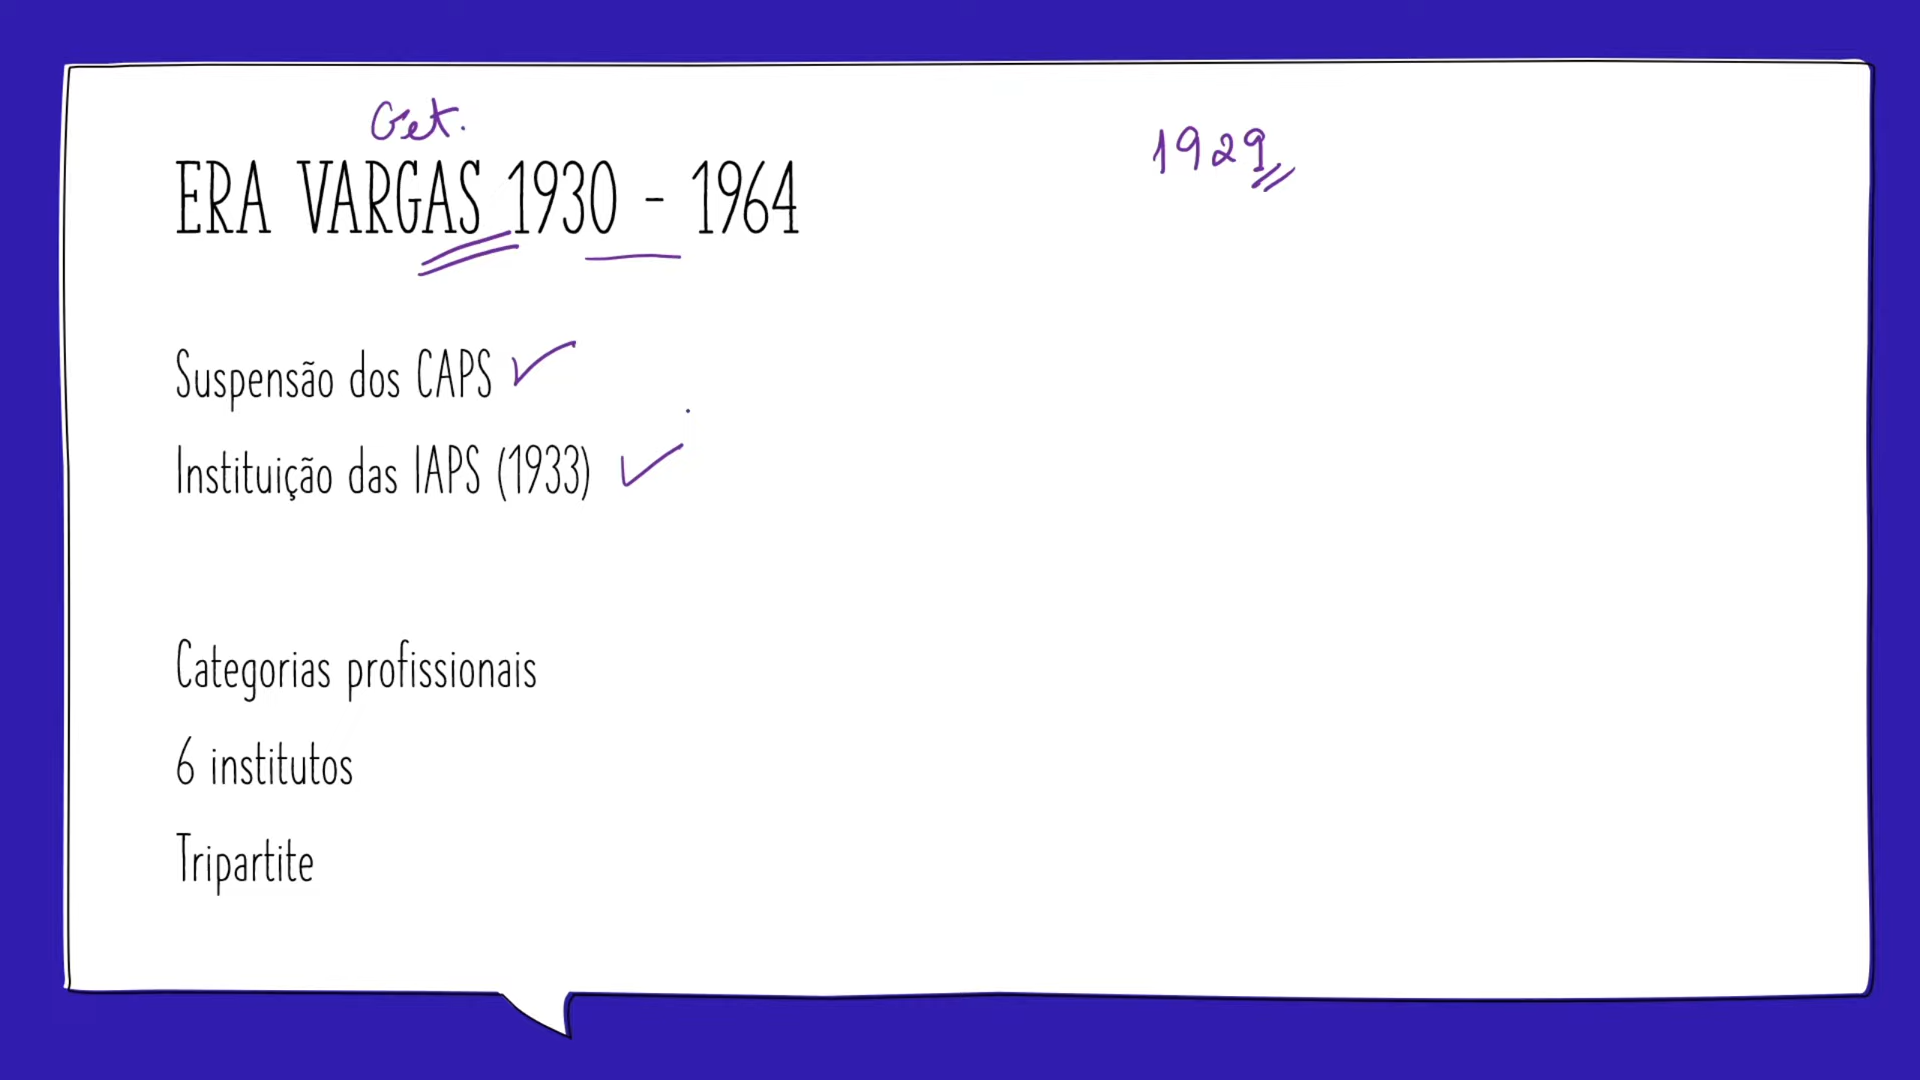 Get.
1929
ERA VARGAS 1930 - 1964
Suspensão dos CAPS
Instituição das IAPS (1933)
Categorias profissionais
6 institutos
Tripartite